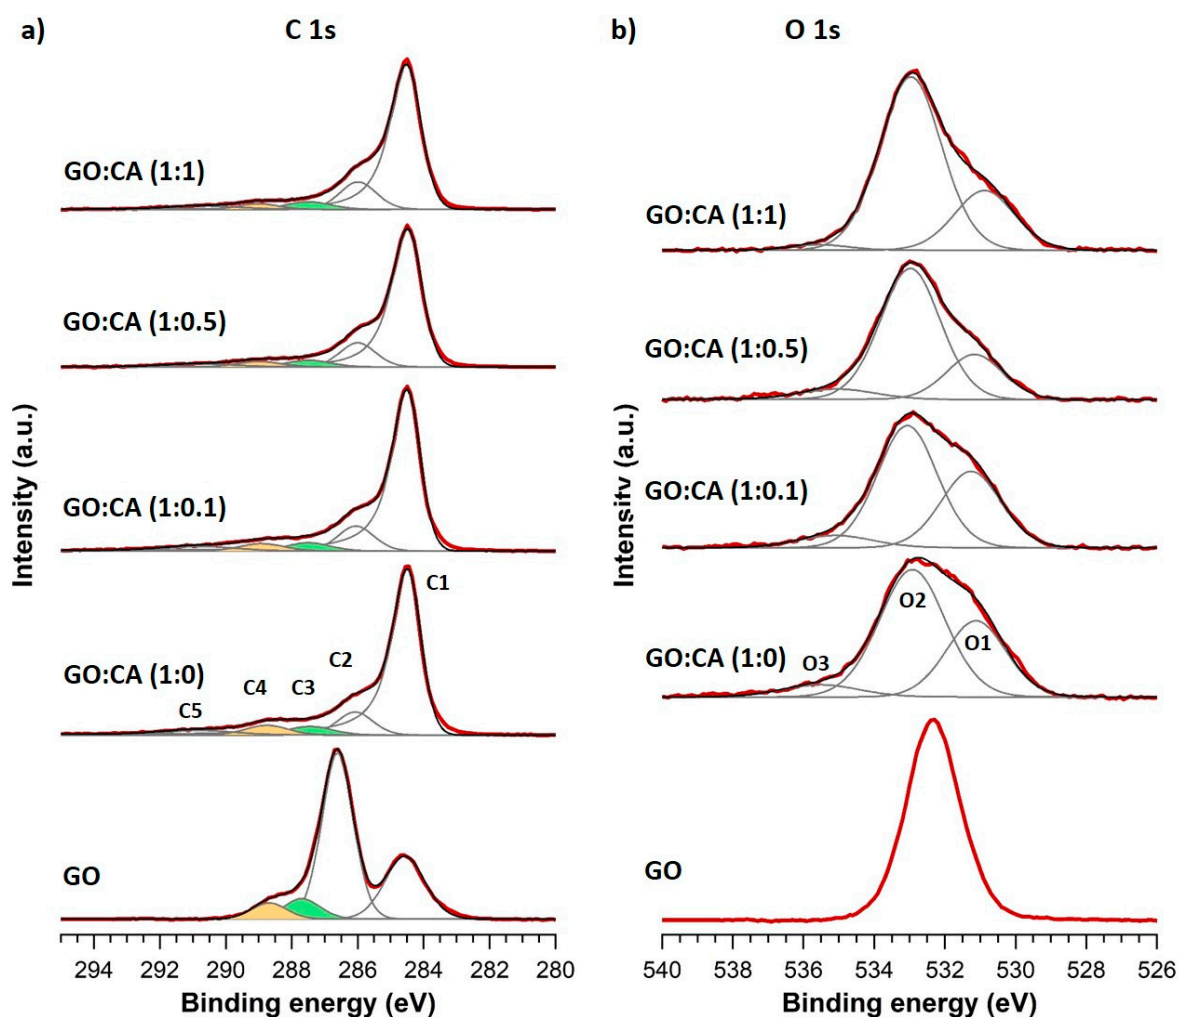 a)
C 1s
GO:CA (1:1)
GO:CA (1:0.5)
GO:CA (1:0.1)
C1
C2
GO:CA (1:0)
C4
C3
C5
GO
Intensity (a.u.)
294 292 290 288 286 284 282 280
Binding energy (eV)
b)
O 1s
GO:CA (1:1)
GO:CA (1:0.5)
GO:CA (1:0.1)
O2
O1
GO:CA (1:0)
O3
GO
Intensity (a.u.)
540 538 536 534 532 530 528 526
Binding energy (eV)